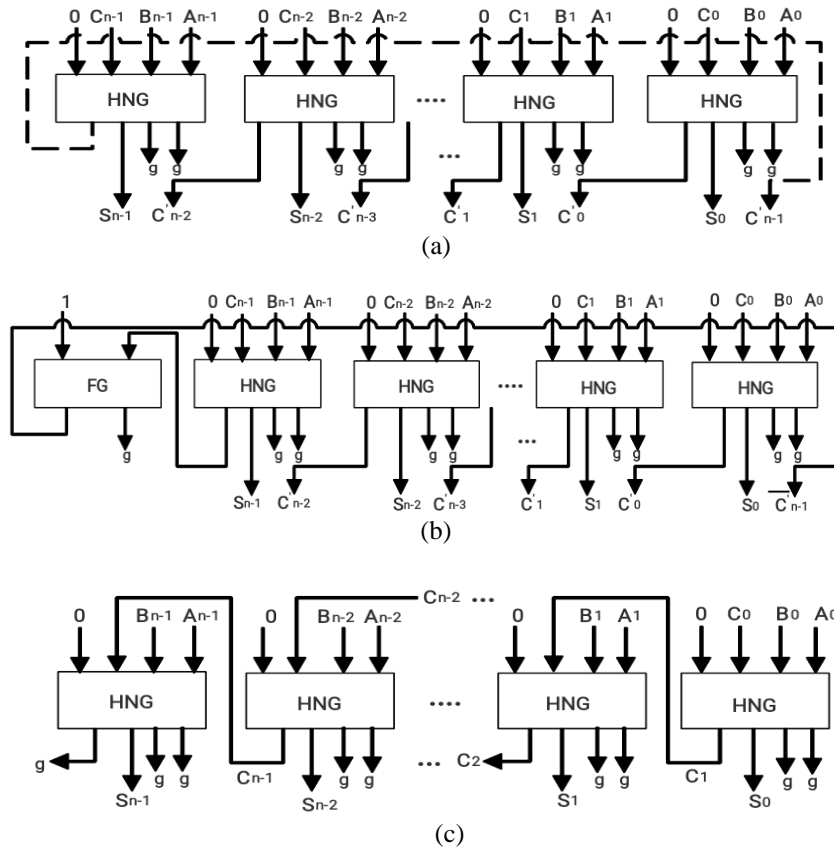 0 Cn-1 Bn-1 An-1 0 Cn-2 Bn-2 An-2 0 C1 B1 A1 0 C0 B0 A0
HNG HNG .... HNG HNG
...
g g g g g g g g
Sn-1 C'n-2 Sn-2 C'n-3 C'1 S1 C'0 S0 C'n-1
(a)
1 0 Cn-1 Bn-1 An-1 0 Cn-2 Bn-2 An-2 0 C1 B1 A1 0 C0 B0 A0
FG HNG HNG .... HNG HNG
...
g g g g g g g g g
Sn-1 C'n-2 Sn-2 C'n-3 C'1 S1 C'0 S0 C'n-1
(b)
Cn-2 ...
0 Bn-1 An-1 0 Bn-2 An-2 0 B1 A1 0 C0 B0 A0
HNG HNG .... HNG HNG
g Cn-1 ... C2 C1
g g g g g g g g
Sn-1 Sn-2 S1 S0
(c)